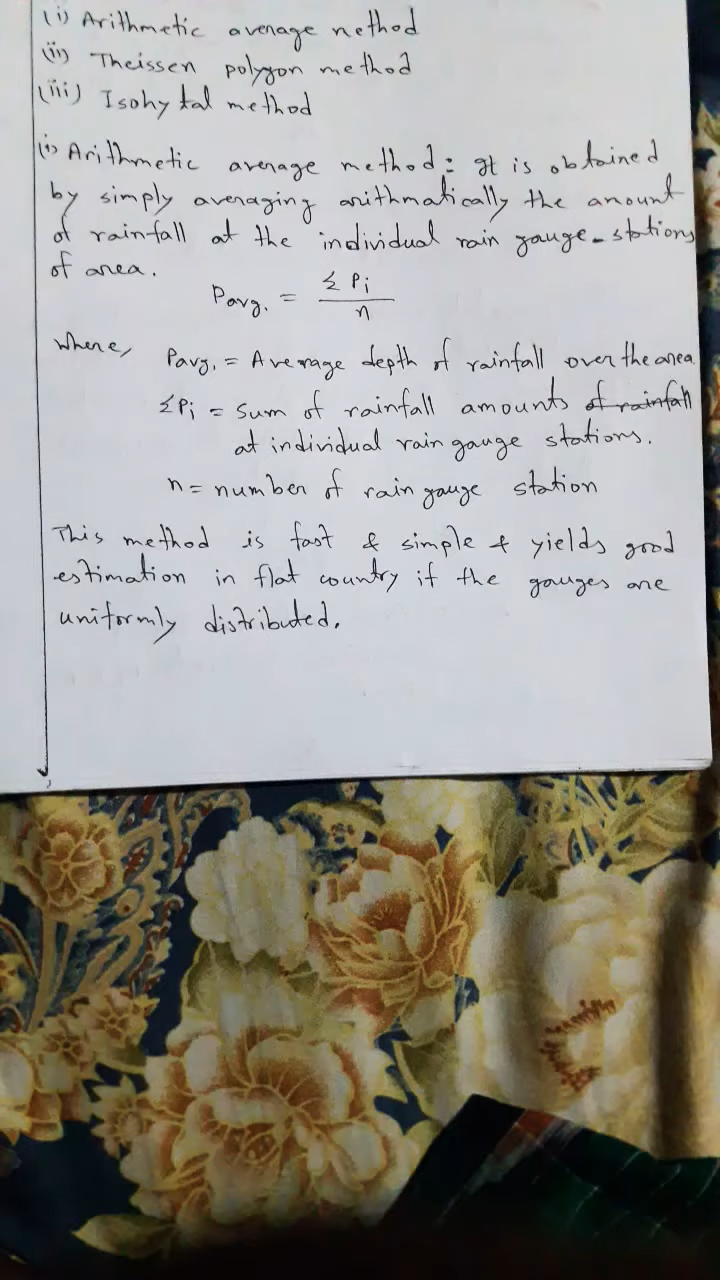 (i) Arithmetic average method
(ii) Theissen polygon method
(iii) Isohytal method
(i) Arithmetic average method: It is obtained
by simply averaging arithmatically the amount
of rainfall at the individual rain gauge-stations
of area.
Pavg. = ΣPi / n
Where, Pavg. = Average depth of rainfall over the area
ΣPi = Sum of rainfall amounts of rainfall
at individual rain gauge stations.
n = number of rain gauge station
This method is fast & simple & yields good
estimation in flat country if the gauges are
uniformly distributed.